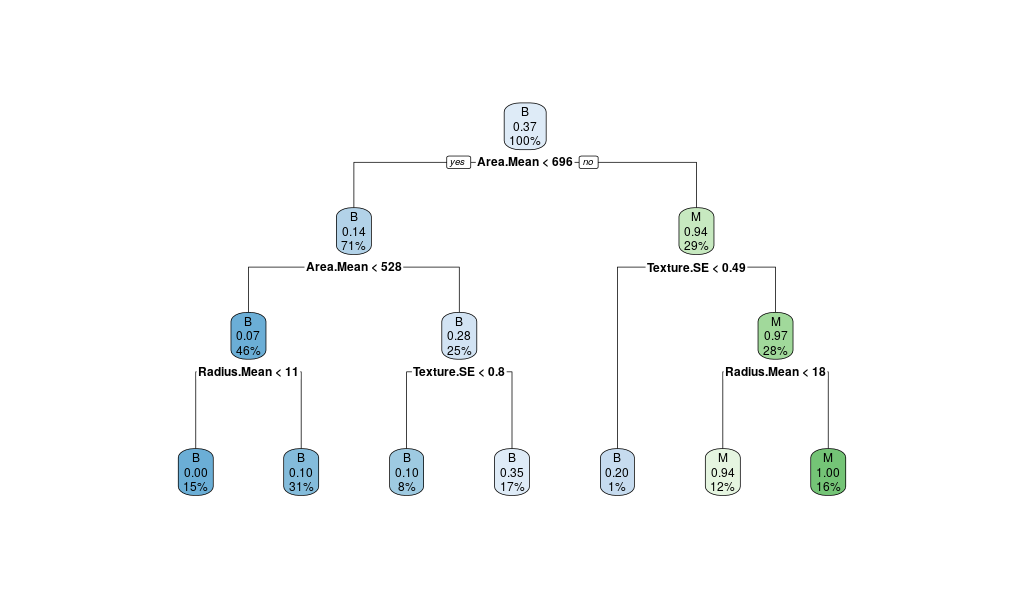 B
0.37
100%
yes Area.Mean < 696 no
B
0.14
71%
M
0.94
29%
Area.Mean < 528
Texture.SE < 0.49
B
0.07
46%
B
0.28
25%
M
0.97
28%
Radius.Mean < 11
Texture.SE < 0.8
Radius.Mean < 18
B
0.00
15%
B
0.10
31%
B
0.10
8%
B
0.35
17%
B
0.20
1%
M
0.94
12%
M
1.00
16%